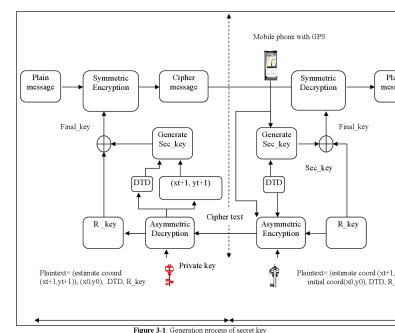 Mobile phone with GPS
Plain
message
Symmetric
Encryption
Cipher
message
Symmetric
Decryption
Final_key
Generate
Sec_key
Generate
Sec_key
Final_key
Sec_key
DTD
(xt+1, yt+1)
DTD
Cipher text
R_key
Asymmetric
Decryption
Asymmetric
Encryption
R_key
Private key
Plaintext= (estimate coosrd
(xt+1,yt+1)), (x0,y0), DTD, R_key
Plaintext= (estimate coord (xt+1,
initial coord(x0,y0), DTD, R_
Figure 3-1 Generation process of secret key